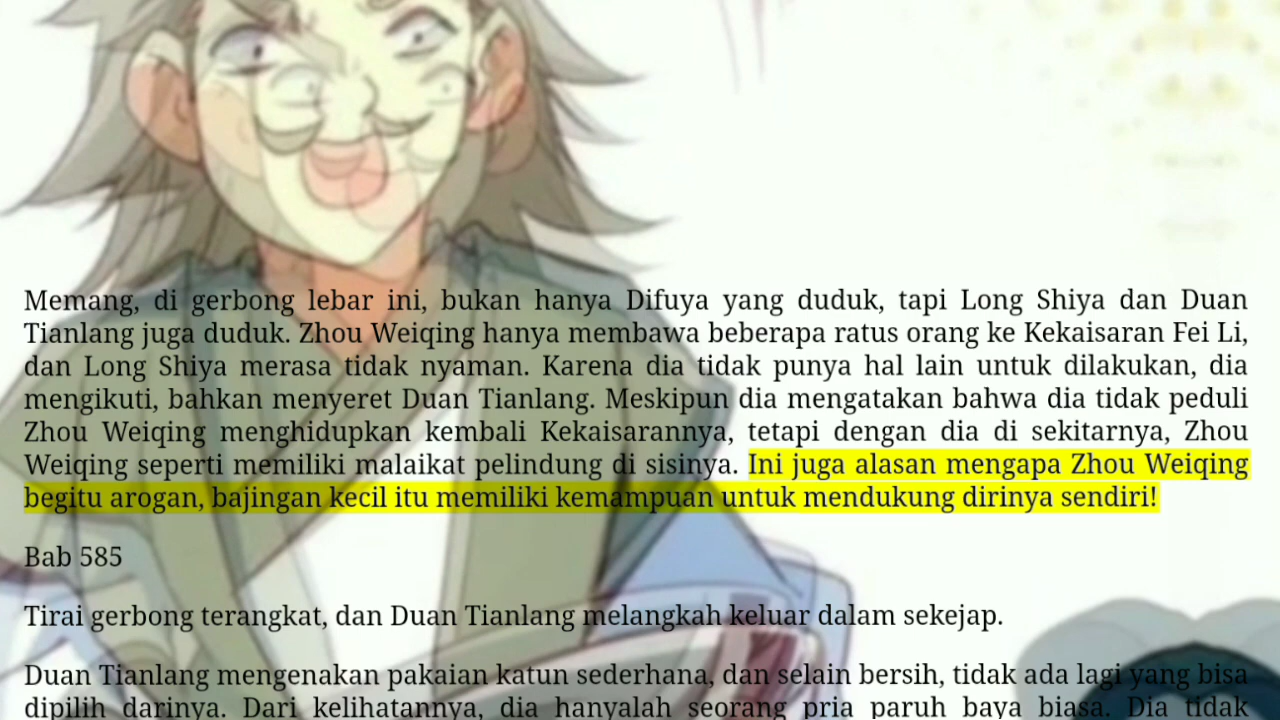 Memang, di gerbong lebar ini, bukan hanya Difuya yang duduk, tapi Long Shiya dan Duan
Tianlang juga duduk. Zhou Weiqing hanya membawa beberapa ratus orang ke Kekaisaran Fei Li,
dan Long Shiya merasa tidak nyaman. Karena dia tidak punya hal lain untuk dilakukan, dia
mengikuti, bahkan menyeret Duan Tianlang. Meskipun dia mengatakan bahwa dia tidak peduli
Zhou Weiqing menghidupkan kembali Kekaisarannya, tetapi dengan dia di sekitarnya, Zhou
Weiqing seperti memiliki malaikat pelindung di sisinya. Ini juga alasan mengapa Zhou Weiqing
begitu arogan, bajingan kecil itu memiliki kemampuan untuk mendukung dirinya sendiri!
Bab 585
Tirai gerbong terangkat, dan Duan Tianlang melangkah keluar dalam sekejap.
Duan Tianlang mengenakan pakaian katun sederhana, dan selain bersih, tidak ada lagi yang bisa
dipilih darinya. Dari kelihatannya, dia hanyalah seorang pria paruh baya biasa. Dia tidak